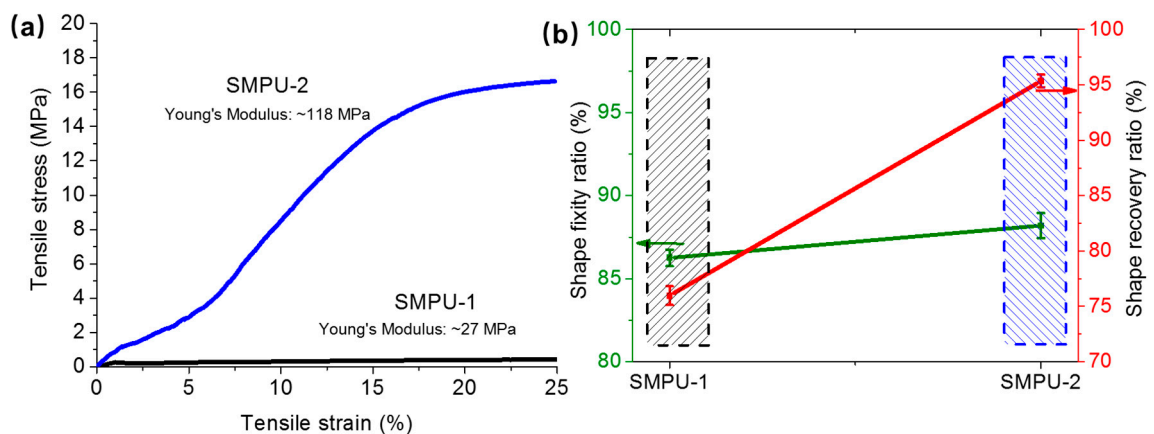 (a)
20
18
16
14
12
10
8
6
4
2
0
Tensile stress (MPa)
SMPU-2
Young's Modulus: ~118 MPa
SMPU-1
Young's Modulus: ~27 MPa
0 5 10 15 20 25
Tensile strain (%)
(b)
100
95
90
85
80
Shape fixity ratio (%)
100
95
90
85
80
75
70
Shape recovery ratio (%)
SMPU-1 SMPU-2